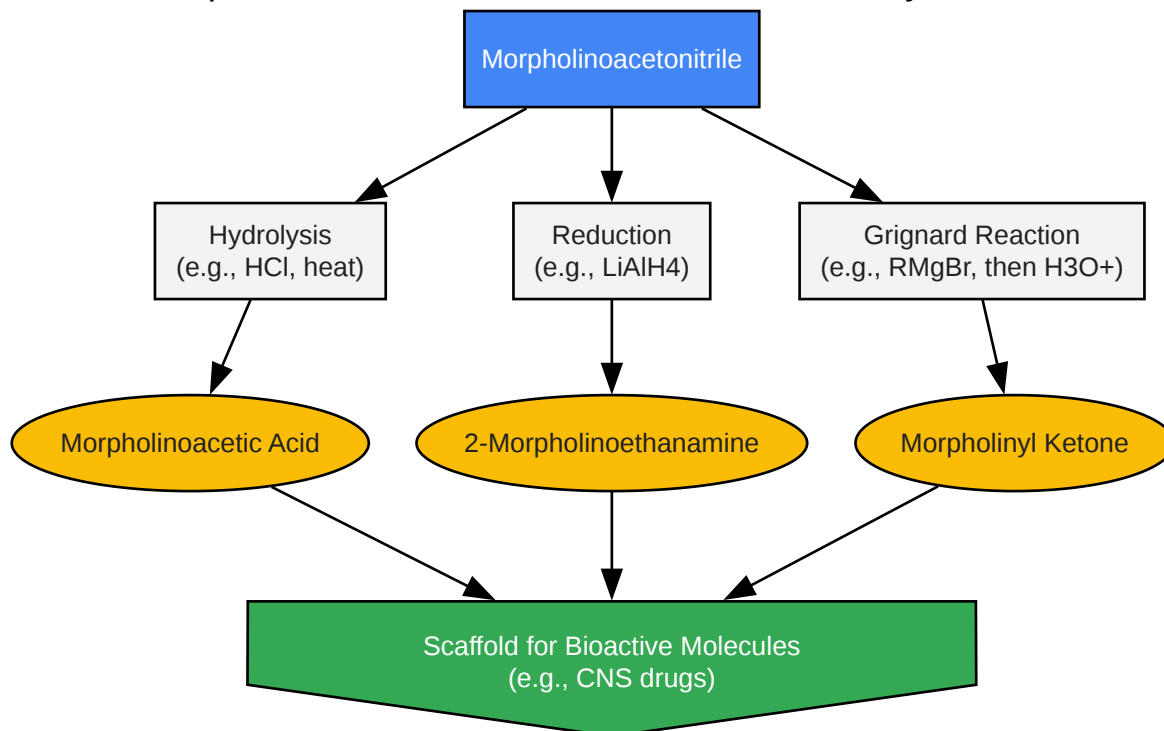 Morpholinoacetonitrile
Hydrolysis
(e.g., HCl, heat)
Reduction
(e.g., LiAlH4)
Grignard Reaction
(e.g., RMgBr, then H3O+)
Morpholinoacetic Acid
2-Morpholinoethanamine
Morpholinyl Ketone
Scaffold for Bioactive Molecules
(e.g., CNS drugs)